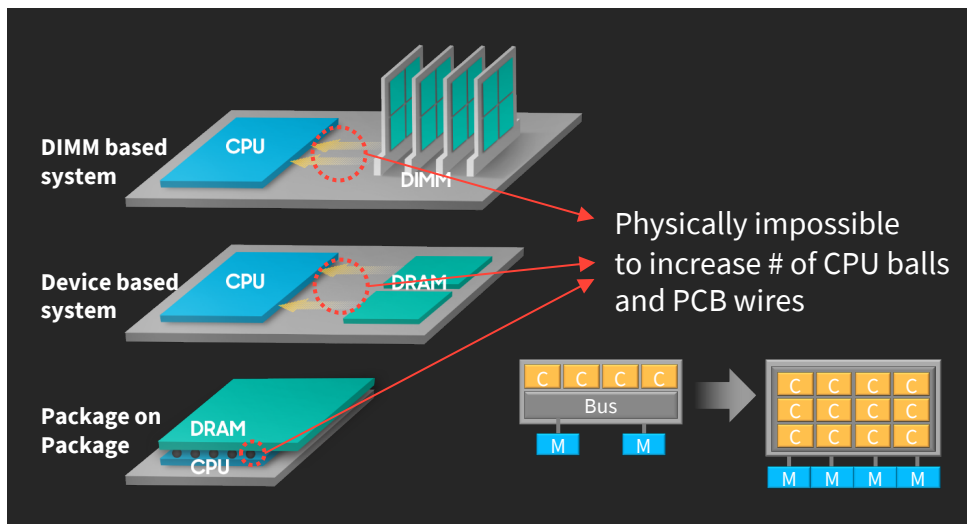 DIMM based
system
CPU
DIMM
Physically impossible
to increase # of CPU balls
and PCB wires
Device based
system
CPU
DRAM
Package on
Package
DRAM
CPU
C C C C
Bus
M M
C C C C
C C C C
C C C C
M M M M